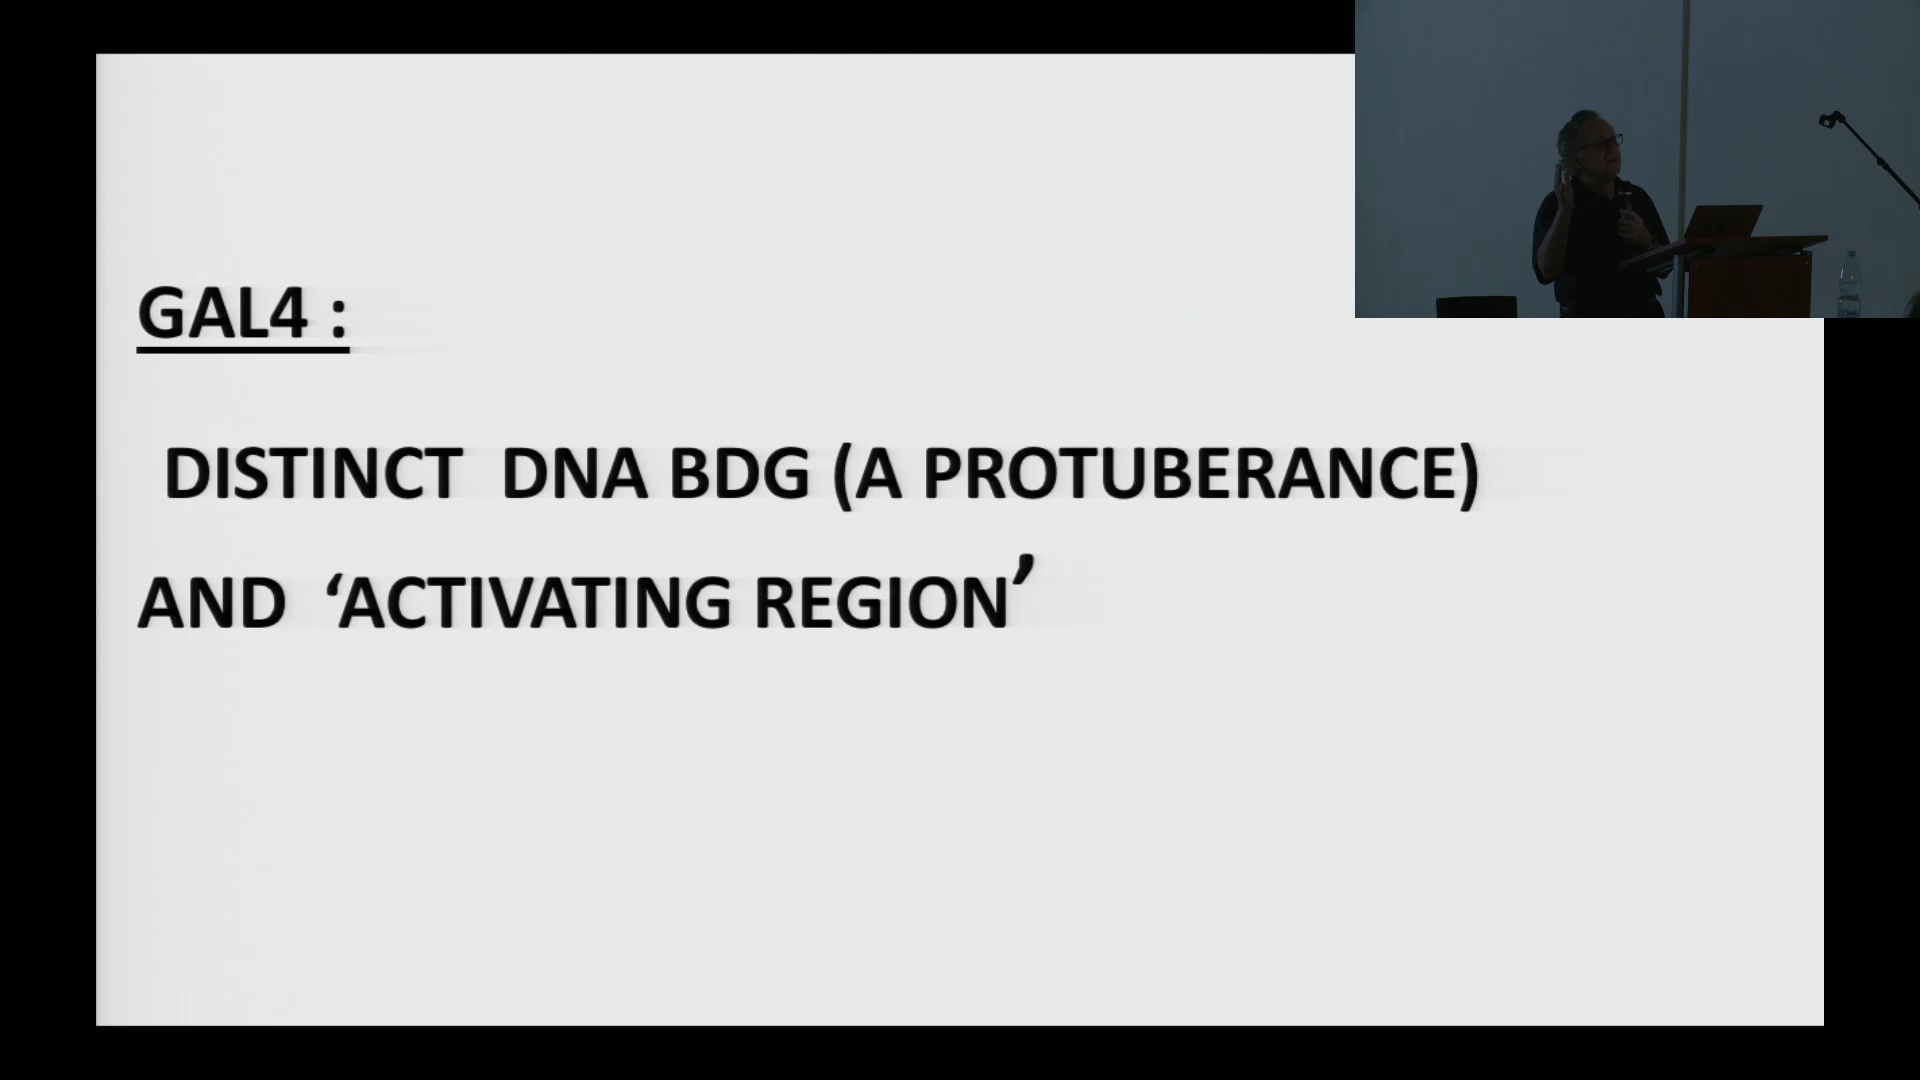 GAL4 :
DISTINCT DNA BDG (A PROTUBERANCE)
AND ‘ACTIVATING REGION’